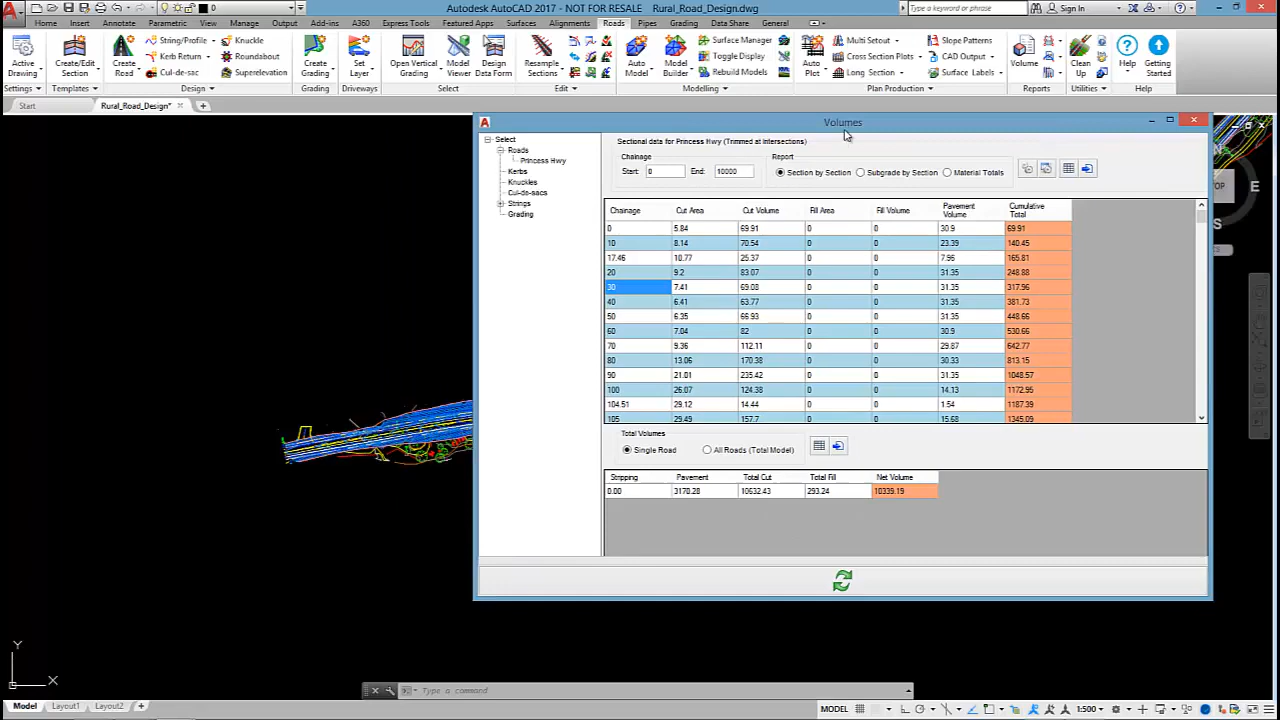 Autodesk AutoCAD 2017 - NOT FOR RESALE Rural_Road_Design.dwg
0
Type a keyword or phrase
Sign In
Home Insert Annotate Parametric View Manage Output Add-ins A360 Express Tools Featured Apps Surfaces Alignments Roads Pipes Grading Data Share General
Active Drawing
Create/Edit Section
Create Road
String/Profile
Kerb Return
Cul-de-sac
Knuckle
Roundabout
Superelevation
Create Grading
Set Layer
Open Vertical Grading
Model Viewer
Design Data Form
Resample Sections
Auto Model
Model Builder
Surface Manager
Toggle Display
Rebuild Models
Auto Plot
Multi Setout
Cross Section Plots
Long Section
Slope Patterns
CAD Output
Surface Labels
Volume
Clean Up
Help
Getting Started
Settings Templates Design Grading Driveways Select Edit Modelling Plan Production Reports Utilities Help
Start Rural_Road_Design*
Volumes
Select
Roads
Princess Hwy
Kerbs
Knuckles
Cul-de-sacs
Strings
Grading
Sectional data for Princess Hwy (Trimmed at Intersections)
Chainage
Start: 0 End: 10000
Report
Section by Section Subgrade by Section Material Totals
Chainage Cut Area Cut Volume Fill Area Fill Volume Pavement Volume Cumulative Total
0 5.84 69.91 0 0 30.9 69.91
10 8.14 70.54 0 0 23.39 140.45
17.46 10.77 25.37 0 0 7.96 165.81
20 9.2 83.07 0 0 31.35 248.88
30 7.41 69.08 0 0 31.35 317.96
40 6.41 63.77 0 0 31.35 381.73
50 6.35 66.93 0 0 31.35 448.66
60 7.04 82 0 0 30.9 530.66
70 9.36 112.11 0 0 29.87 642.77
80 13.06 170.38 0 0 30.33 813.15
90 21.01 235.42 0 0 31.35 1048.57
100 26.07 124.38 0 0 14.13 1172.95
104.51 29.12 14.44 0 0 1.54 1187.39
105 29.49 157.7 0 0 15.68 1345.09
Total Volumes
Single Road All Roads (Total Model)
Stripping Pavement Total Cut Total Fill Net Volume
0.00 3170.28 10632.43 293.24 10339.19
N
TOP
E
S
Y
X
Type a command
Model Layout1 Layout2
MODEL
1:500